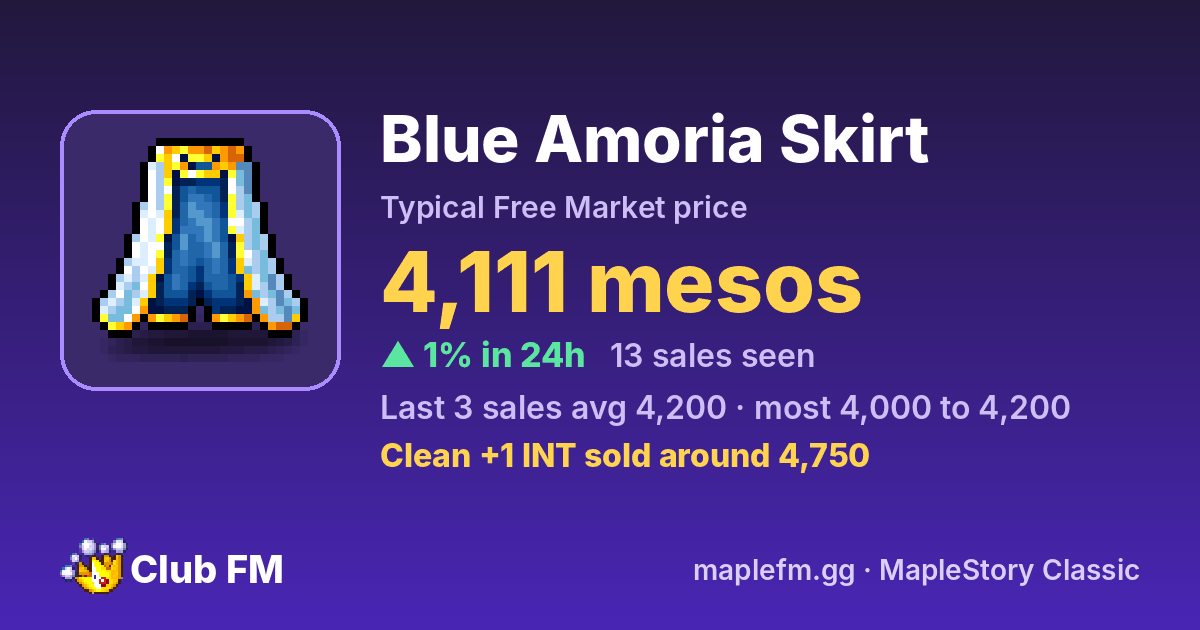 Blue Amoria Skirt
Typical Free Market price
4,111 mesos
▲ 1% in 24h 13 sales seen
Last 3 sales avg 4,200 · most 4,000 to 4,200
Clean +1 INT sold around 4,750
Club FM
maplefm.gg · MapleStory Classic